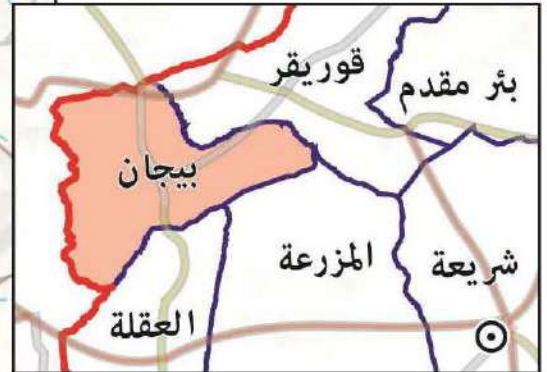 قوريقر
بئر مقدم
بيجان
المزرعة
شريعة
العقلة